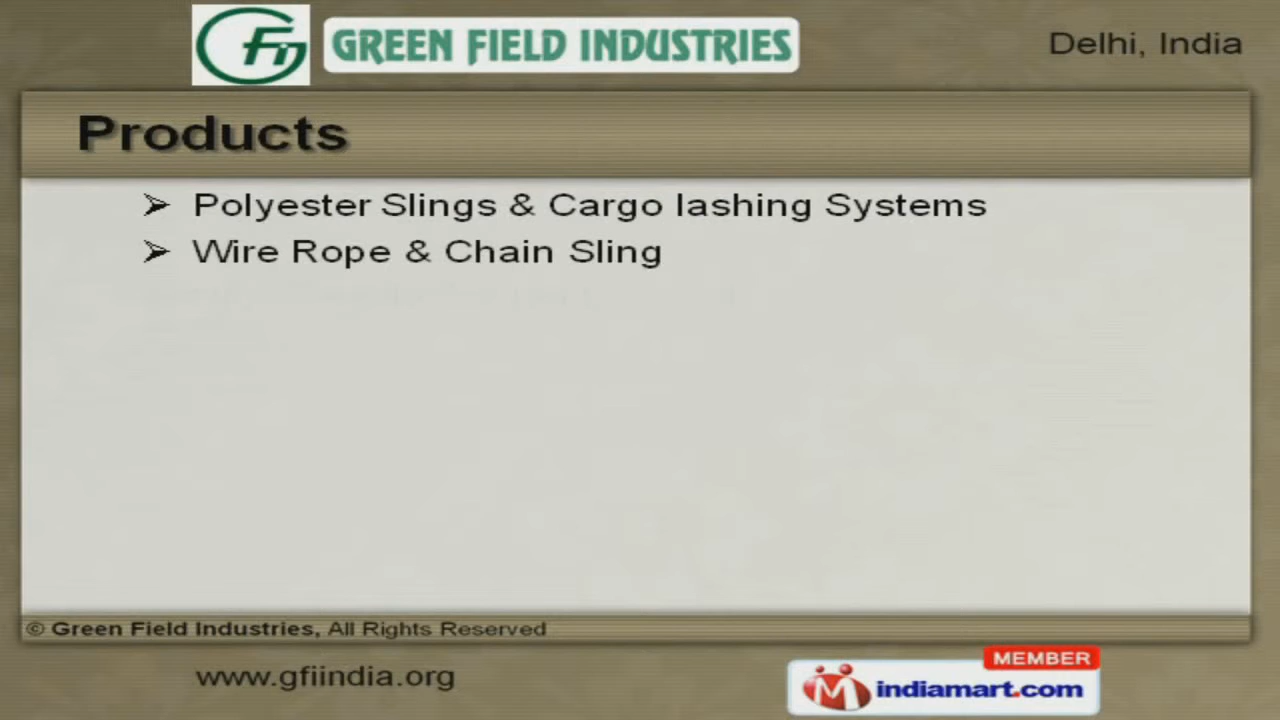 GFI
GREEN FIELD INDUSTRIES
Delhi, India
Products
➢ Polyester Slings & Cargo lashing Systems
➢ Wire Rope & Chain Sling
© Green Field Industries, All Rights Reserved
www.gfiindia.org
MEMBER
indiamart.com